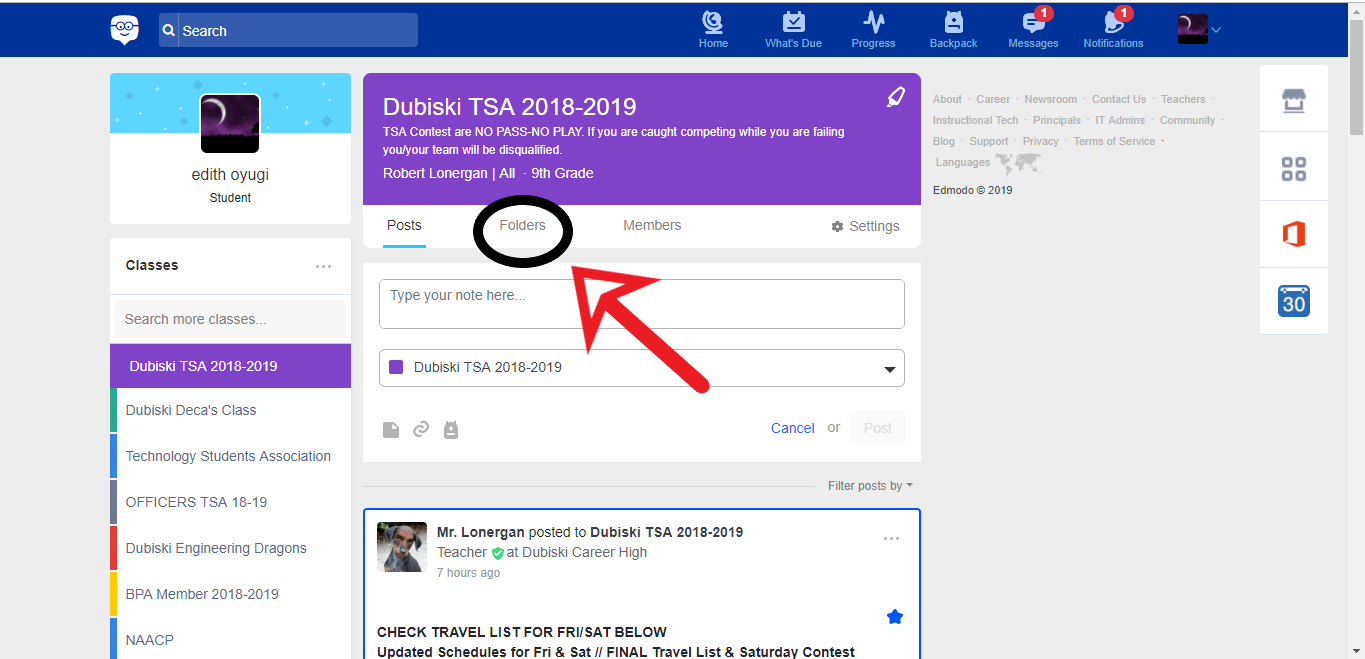 Search
Home
What's Due
Progress
Backpack
1
Messages
1
Notifications
edith oyugi
Student
Classes
Search more classes...
Dubiski TSA 2018-2019
Dubiski Deca's Class
Technology Students Association
OFFICERS TSA 18-19
Dubiski Engineering Dragons
BPA Member 2018-2019
NAACP
Dubiski TSA 2018-2019
TSA Contest are NO PASS-NO PLAY. If you are caught competing while you are failing
you/your team will be disqualified.
Robert Lonergan | All · 9th Grade
Posts
Folders
Members
Settings
Type your note here...
Dubiski TSA 2018-2019
Cancel or Post
Filter posts by
Mr. Lonergan posted to Dubiski TSA 2018-2019
Teacher at Dubiski Career High
7 hours ago
CHECK TRAVEL LIST FOR FRI/SAT BELOW
Updated Schedules for Fri & Sat // FINAL Travel List & Saturday Contest
About · Career · Newsroom · Contact Us · Teachers ·
Instructional Tech · Principals · IT Admins · Community ·
Blog · Support · Privacy · Terms of Service ·
Languages
Edmodo © 2019
30